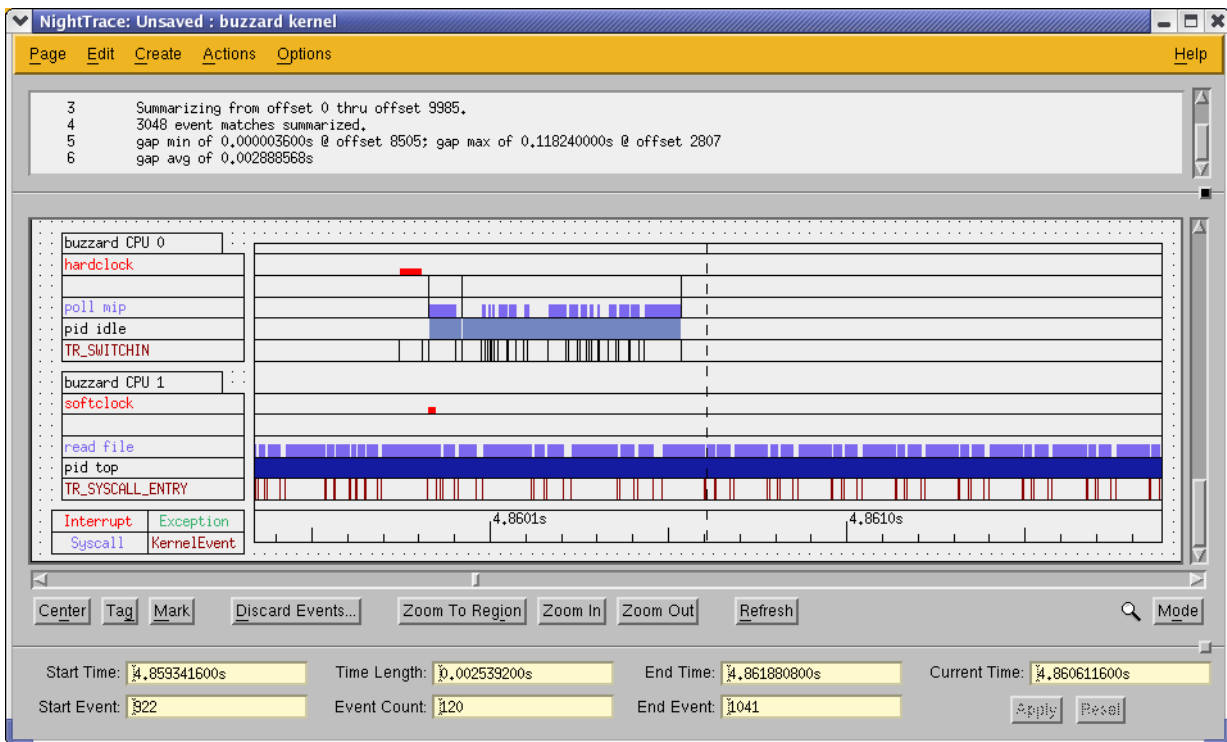 NightTrace: Unsaved : buzzard kernel
Page Edit Create Actions Options Help
3 Summarizing from offset 0 thru offset 9985.
4 3048 event matches summarized.
5 gap min of 0.000003600s @ offset 8505; gap max of 0.118240000s @ offset 2807
6 gap avg of 0.002888568s
buzzard CPU 0
hardclock
poll mip
pid idle
TR_SWITCHIN
buzzard CPU 1
softclock
read file
pid top
TR_SYSCALL_ENTRY
Interrupt Exception 4.8601s 4.8610s
Syscall KernelEvent
Center Tag Mark Discard Events... Zoom To Region Zoom In Zoom Out Refresh Mode
Start Time: 4.859341600s Time Length: 0.002539200s End Time: 4.861880800s Current Time: 4.860611600s
Start Event: 922 Event Count: 120 End Event: 1041 Apply Reset